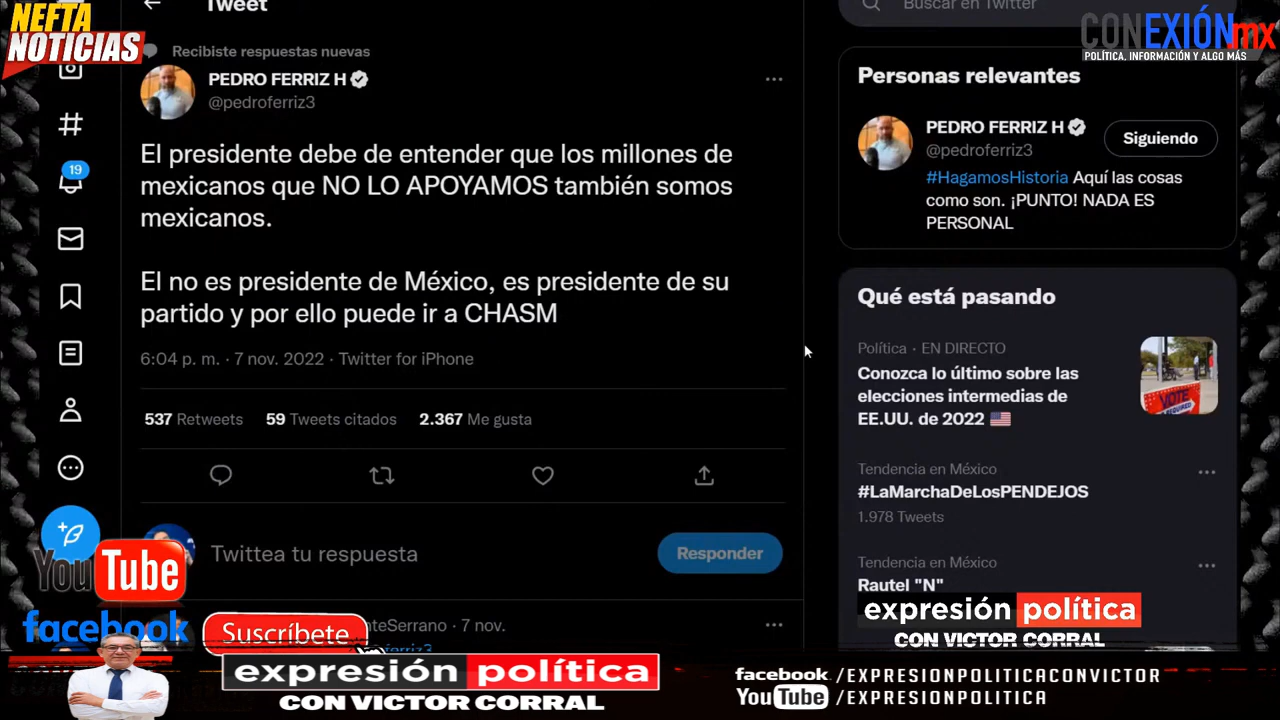 NEFTA
NOTICIAS
Tweet
Recibiste respuestas nuevas
PEDRO FERRIZ H
@pedroferriz3
El presidente debe de entender que los millones de
mexicanos que NO LO APOYAMOS también somos
mexicanos.
El no es presidente de México, es presidente de su
partido y por ello puede ir a CHASM
6:04 p. m. · 7 nov. 2022 · Twitter for iPhone
537 Retweets 59 Tweets citados 2.367 Me gusta
Twittea tu respuesta
Responder
19
Buscar en Twitter
CONEXIÓNmx
POLÍTICA, INFORMACIÓN Y ALGO MÁS
Personas relevantes
PEDRO FERRIZ H
@pedroferriz3
Siguiendo
#HagamosHistoria Aquí las cosas
como son. ¡PUNTO! NADA ES
PERSONAL
Qué está pasando
Política · EN DIRECTO
Conozca lo último sobre las
elecciones intermedias de
EE.UU. de 2022
VOTE
Tendencia en México
#LaMarchaDeLosPENDEJOS
1.978 Tweets
Tendencia en México
Rautel "N"
expresión política
CON VICTOR CORRAL
YouTube
facebook
Suscríbete
nteSerrano · 7 nov.
expresión política
CON VICTOR CORRAL
facebook /EXPRESIONPOLITICACONVICTOR
YouTube /EXPRESIONPOLITICA